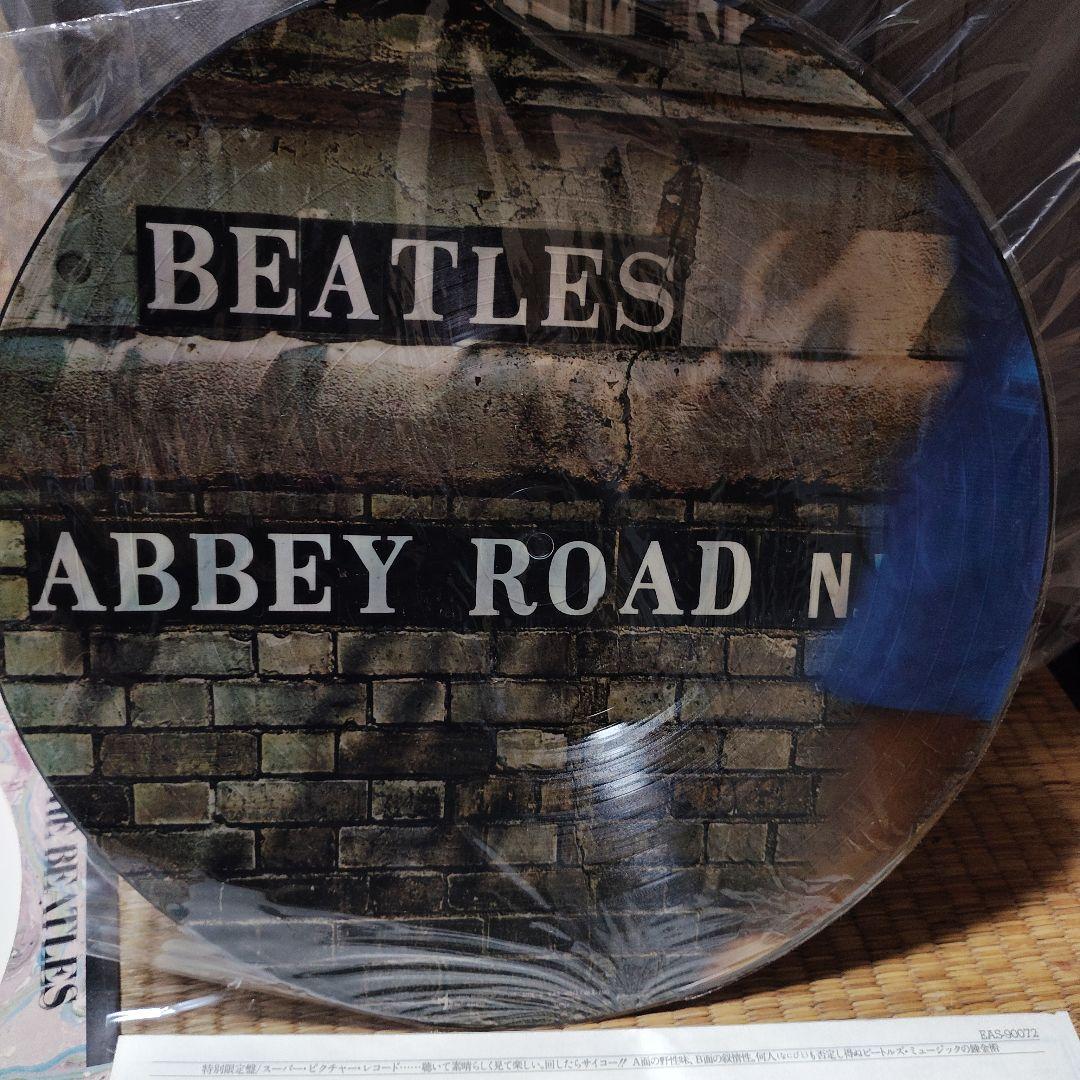 BEATLES
ABBEY ROAD N
THE BEATLES
EAS-90072
特別限定盤/スーパー・ピクチャー・レコード……聴いて素晴らしく見て楽しい。回したらサイコー!! A面の野性味、B面の叙情性。何人も否定し得ぬビートルズ・ミュージックの錬金術